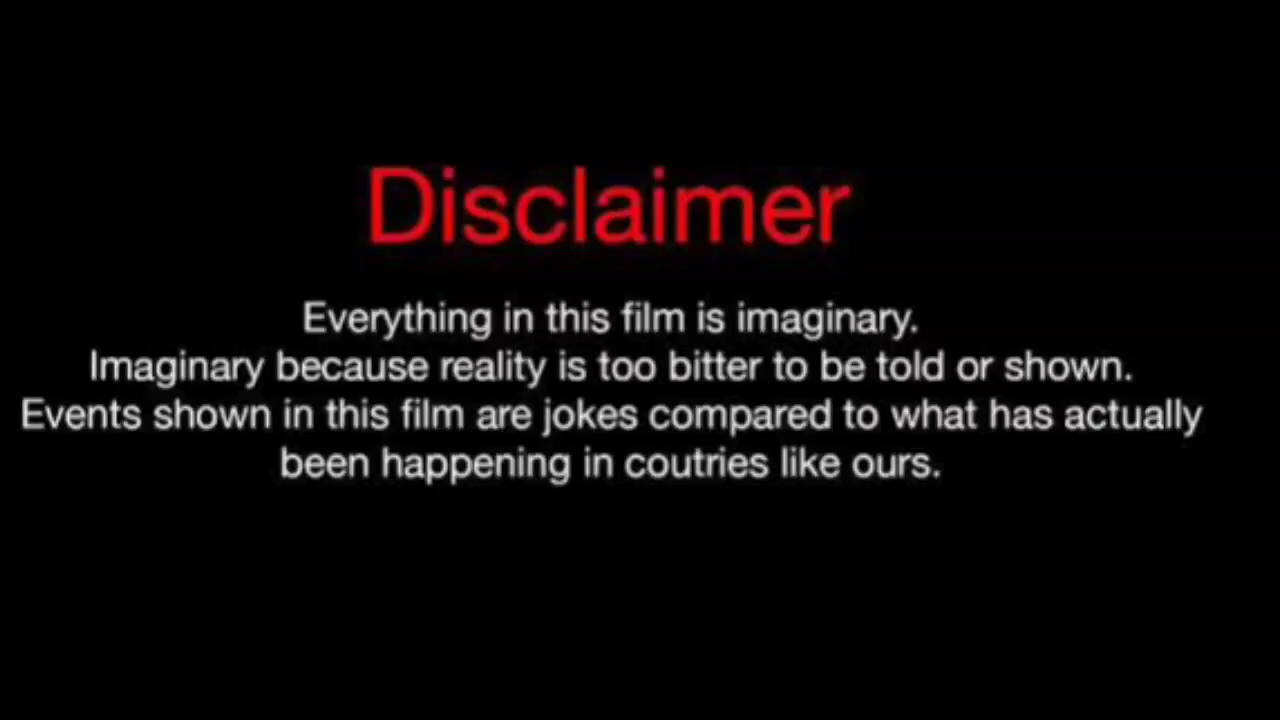 Disclaimer
Everything in this film is imaginary.
Imaginary because reality is too bitter to be told or shown.
Events shown in this film are jokes compared to what has actually
been happening in coutries like ours.